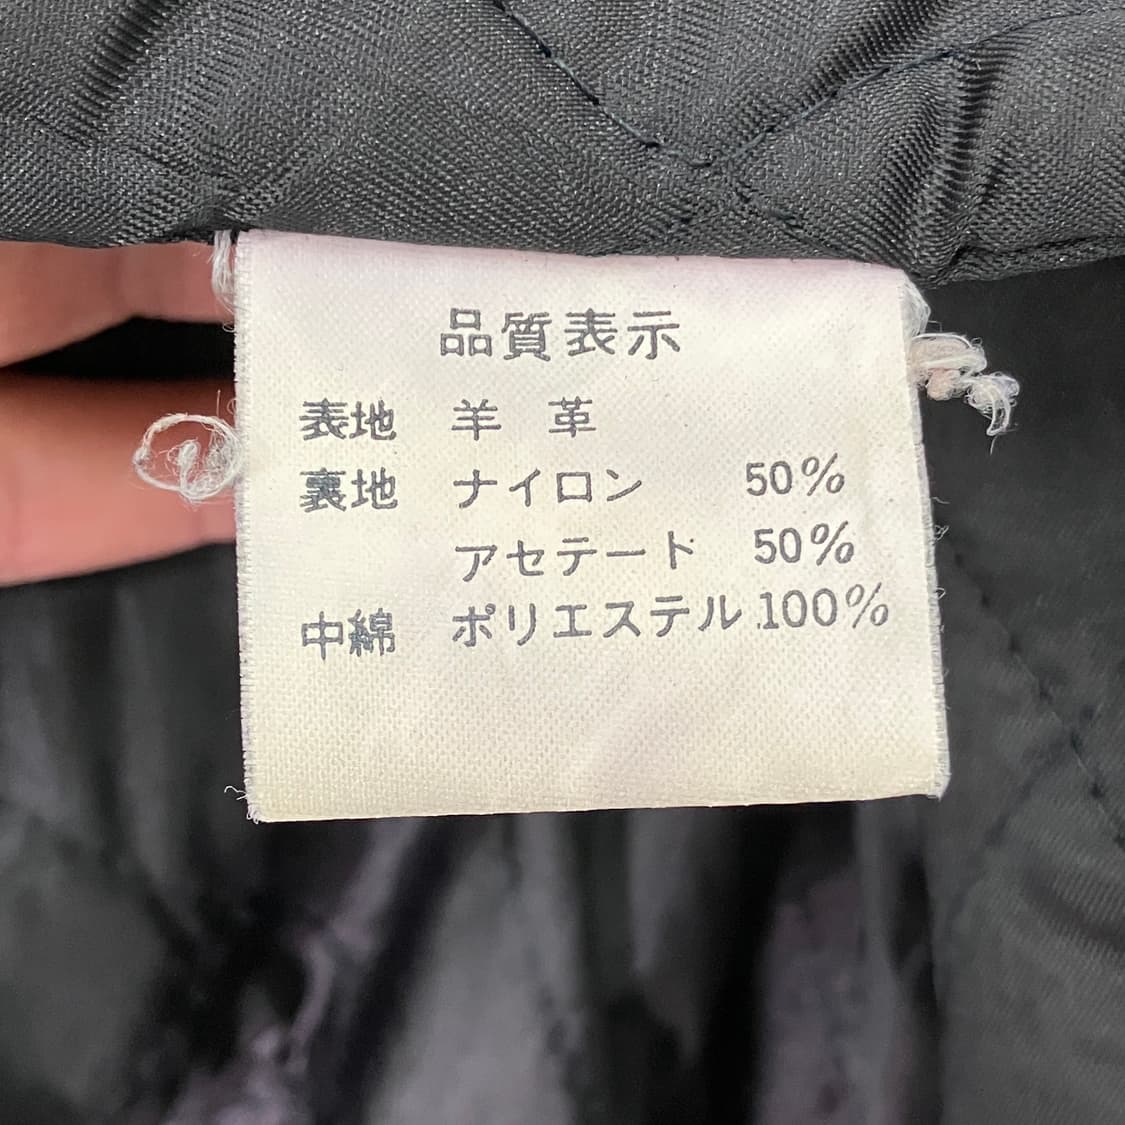 品質表示
表地 羊 革
裏地 ナイロン 50%
アセテート 50%
中綿 ポリエステル 100%